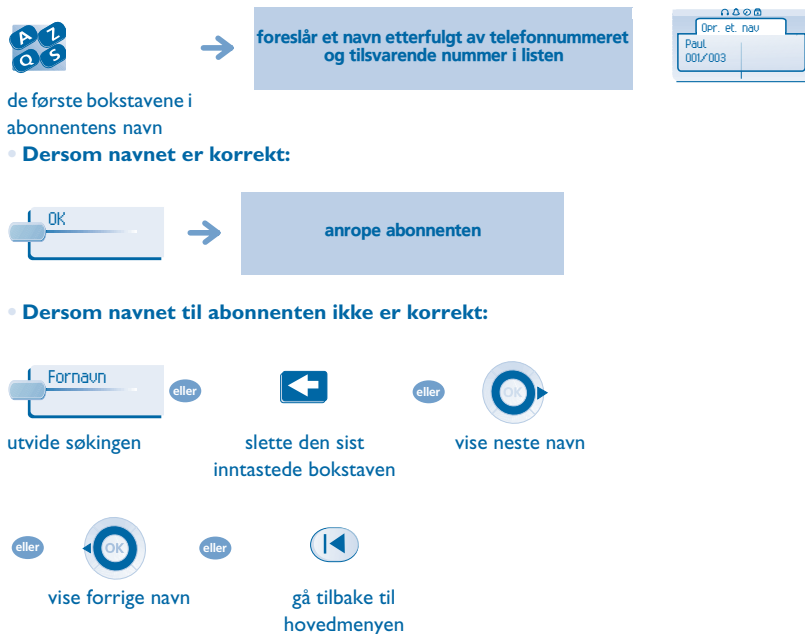 A Z
Q S
foreslår et navn etterfulgt av telefonnummeret
og tilsvarende nummer i listen
Opr. et. nav
Paul
001/003
de første bokstavene i
abonnentens navn
• Dersom navnet er korrekt:
OK
anrope abonnenten
• Dersom navnet til abonnenten ikke er korrekt:
Fornavn
eller
eller
OK
utvide søkingen
slette den sist
inntastede bokstaven
vise neste navn
eller
OK
eller
vise forrige navn
gå tilbake til
hovedmenyen